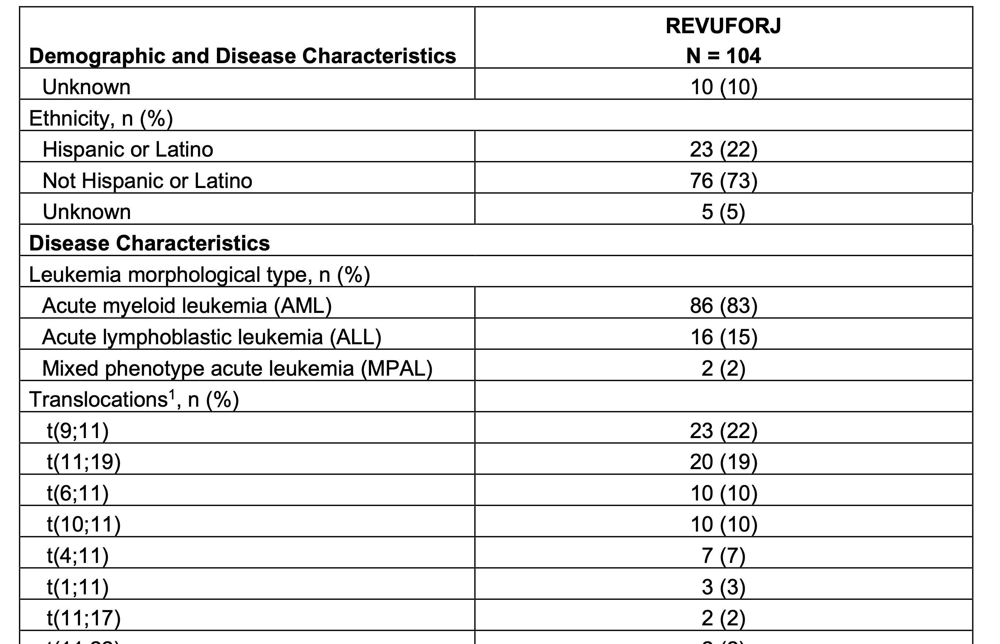 REVUFORJ
Demographic and Disease Characteristics N = 104
Unknown 10 (10)
Ethnicity, n (%)
Hispanic or Latino 23 (22)
Not Hispanic or Latino 76 (73)
Unknown 5 (5)
Disease Characteristics
Leukemia morphological type, n (%)
Acute myeloid leukemia (AML) 86 (83)
Acute lymphoblastic leukemia (ALL) 16 (15)
Mixed phenotype acute leukemia (MPAL) 2 (2)
Translocations¹, n (%)
t(9;11) 23 (22)
t(11;19) 20 (19)
t(6;11) 10 (10)
t(10;11) 10 (10)
t(4;11) 7 (7)
t(1;11) 3 (3)
t(11;17) 2 (2)